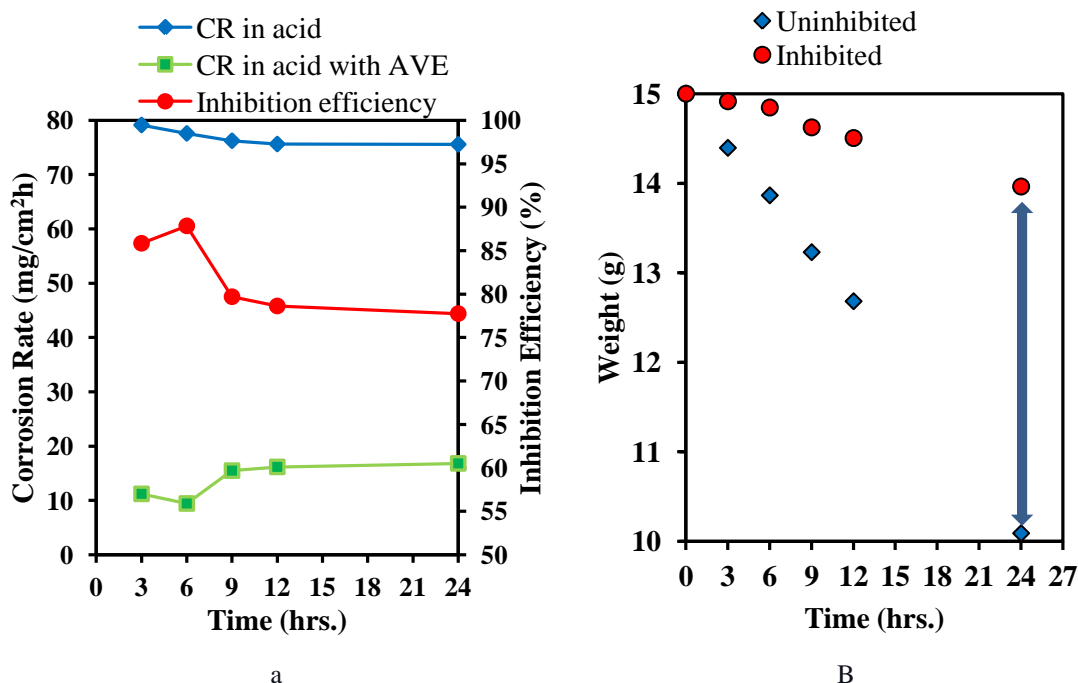 CR in acid
CR in acid with AVE
Inhibition efficiency
80
70
60
50
40
30
20
10
0
100
95
90
85
80
75
70
65
60
55
50
0 3 6 9 12 15 18 21 24
Corrosion Rate (mg/cm²h)
Inhibition Efficiency (%)
Time (hrs.)
a
Uninhibited
Inhibited
15
14
13
12
11
10
0 3 6 9 12 15 18 21 24 27
Weight (g)
Time (hrs.)
B